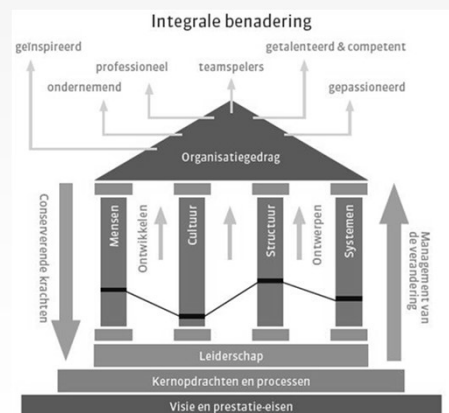 Integrale benadering
geïnspireerd
getalenteerd & competent
professioneel
teamspelers
ondernemend
gepassioneerd
Organisatiegedrag
Conserverende krachten
Mensen
Ontwikkelen
Cultuur
Structuur
Ontwerpen
Systemen
Management van
de verandering
Leiderschap
Kernopdrachten en processen
Visie en prestatie-eisen